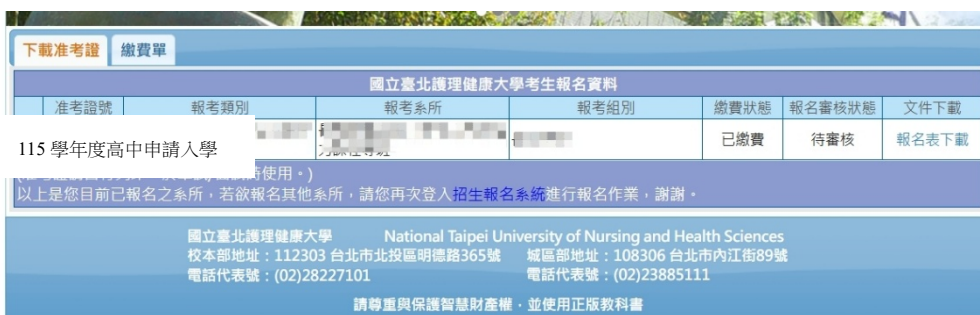 下載准考證 繳費單
國立臺北護理健康大學考生報名資料
准考證號 報考類別 報考系所 報考組別 繳費狀態 報名審核狀態 文件下載
115 學年度高中申請入學 已繳費 待審核 報名表下載
使用。)
以上是您目前已報名之系所，若欲報名其他系所，請您再次登入招生報名系統進行報名作業，謝謝。
國立臺北護理健康大學 National Taipei University of Nursing and Health Sciences
校本部地址：112303 台北市北投區明德路365號 城區部地址：108306 台北市內江街89號
電話代表號：(02)28227101 電話代表號：(02)23885111
請尊重與保護智慧財產權，並使用正版教科書